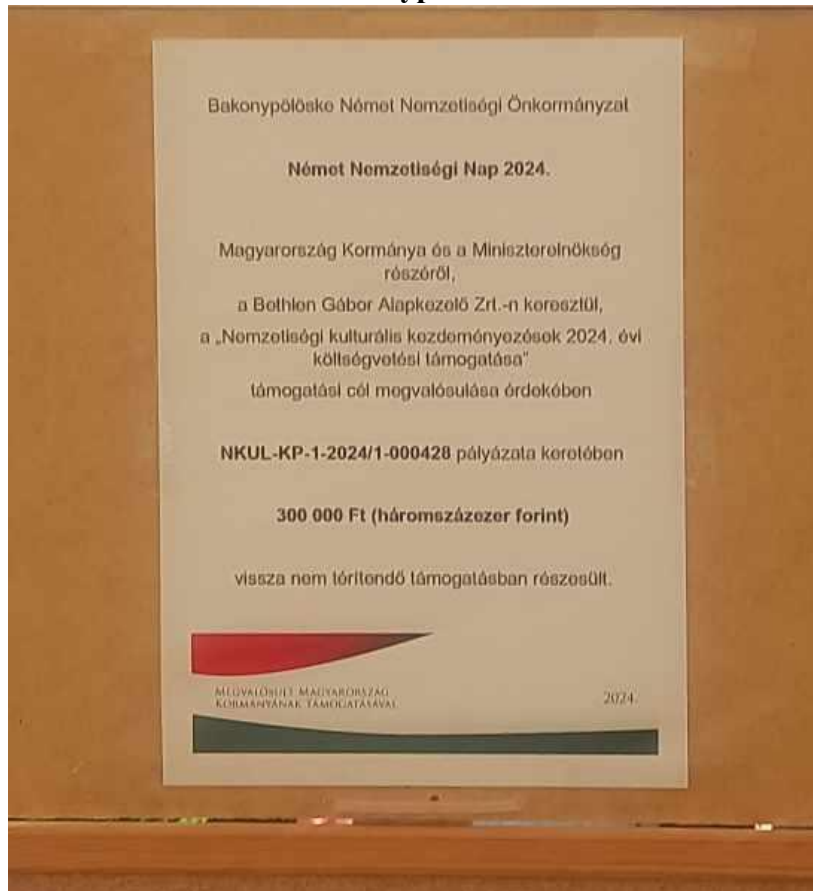 Bakonypölöske Német Nemzetiségi Önkormányzat
Német Nemzetiségi Nap 2024.
Magyarország Kormánya és a Miniszterelnökség
részéről,
a Bethlen Gábor Alapkezelő Zrt.-n keresztül,
a „Nemzetiségi kulturális kezdeményezések 2024. évi
költségvetési támogatása”
támogatási cél megvalósulása érdekében
NKUL-KP-1-2024/1-000428 pályázata keretében
300 000 Ft (háromszázezer forint)
vissza nem térítendő támogatásban részesült.
MEGVALÓSULT MAGYARORSZÁG
KORMÁNYÁNAK TÁMOGATÁSÁVAL
2024.